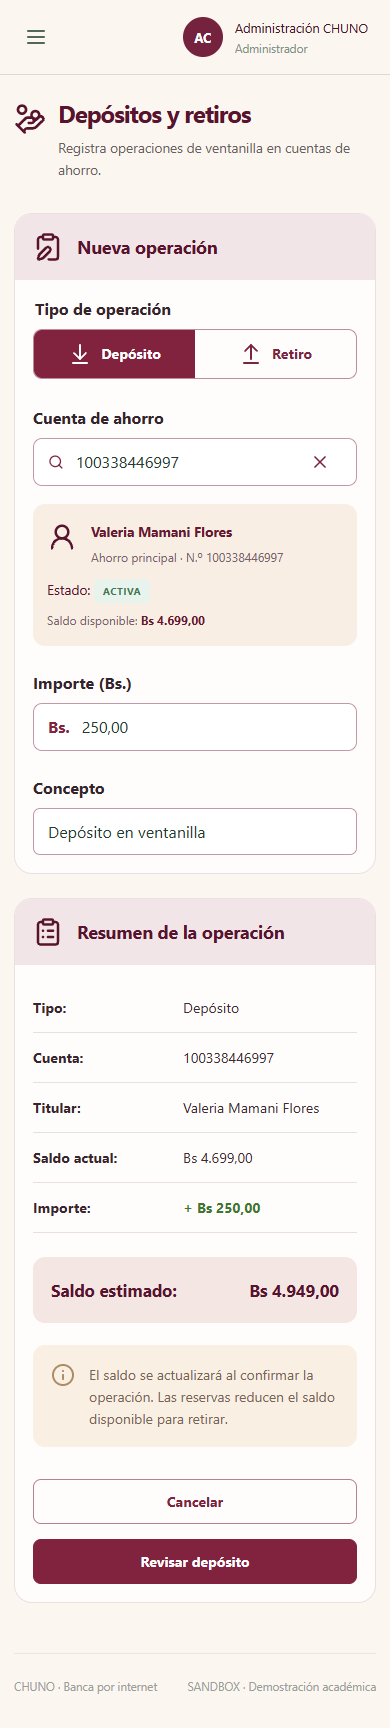 AC
Administración CHUNO
Administrador
Depósitos y retiros
Registra operaciones de ventanilla en cuentas de
ahorro.
Nueva operación
Tipo de operación
Depósito
Retiro
Cuenta de ahorro
100338446997
Valeria Mamani Flores
Ahorro principal · N.º 100338446997
Estado: ACTIVA
Saldo disponible: Bs 4.699,00
Importe (Bs.)
Bs. 250,00
Concepto
Depósito en ventanilla
Resumen de la operación
Tipo: Depósito
Cuenta: 100338446997
Titular: Valeria Mamani Flores
Saldo actual: Bs 4.699,00
Importe: + Bs 250,00
Saldo estimado: Bs 4.949,00
El saldo se actualizará al confirmar la
operación. Las reservas reducen el saldo
disponible para retirar.
Cancelar
Revisar depósito
CHUNO · Banca por internet
SANDBOX · Demostración académica